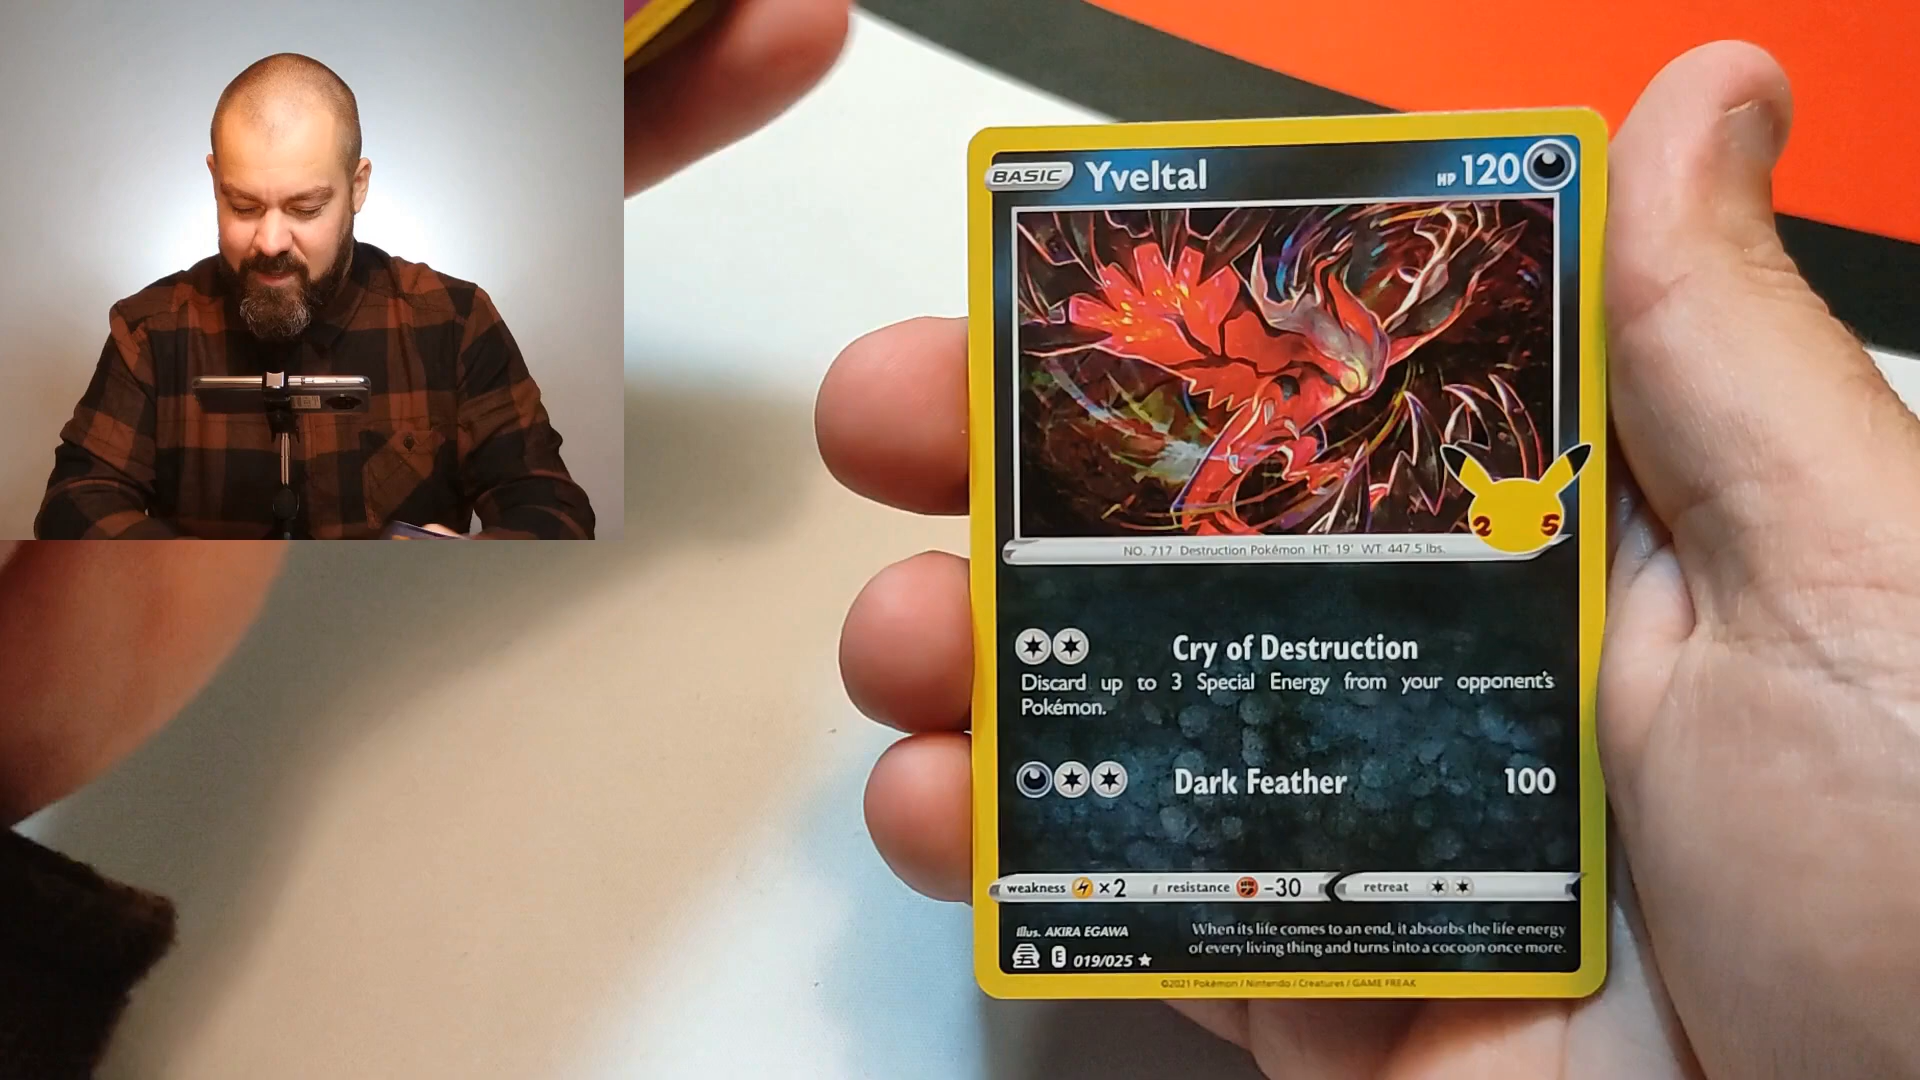 BASIC Yveltal HP 120
2 5
NO. 717 Destruction Pokémon HT: 19' WT: 447.5 lbs.
Cry of Destruction
Discard up to 3 Special Energy from your opponent's
Pokémon.
Dark Feather 100
weakness ×2 resistance -30 retreat
Illus. AKIRA EGAWA
When its life comes to an end, it absorbs the life energy
of every living thing and turns into a cocoon once more.
E 019/025
©2021 Pokémon / Nintendo / Creatures / GAME FREAK